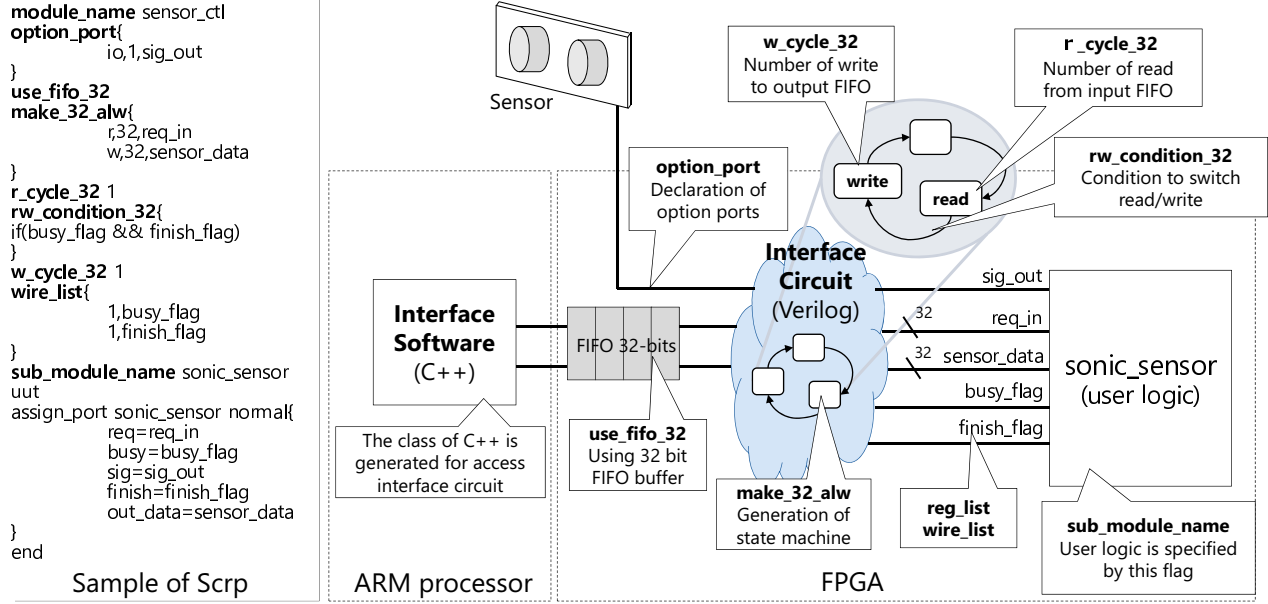 module_name sensor_ctl
option_port{
io,1,sig_out
}
use_fifo_32
make_32_alw{
r,32,req_in
w,32,sensor_data
}
r_cycle_32 1
rw_condition_32{
if(busy_flag && finish_flag)
}
w_cycle_32 1
wire_list{
1,busy_flag
1,finish_flag
}
sub_module_name sonic_sensor
uut
assign_port sonic_sensor normal{
req=req_in
busy=busy_flag
sig=sig_out
finish=finish_flag
out_data=sensor_data
}
end
Sample of Scrp
Sensor
w_cycle_32
Number of write
to output FIFO
r _cycle_32
Number of read
from input FIFO
rw_condition_32
Condition to switch
read/write
write
read
option_port
Declaration of
option ports
Interface
Circuit
(Verilog)
Interface
Software
(C++)
FIFO 32-bits
sig_out
32
req_in
32
sensor_data
busy_flag
finish_flag
sonic_sensor
(user logic)
The class of C++ is
generated for access
interface circuit
use_fifo_32
Using 32 bit
FIFO buffer
make_32_alw
Generation of
state machine
reg_list
wire_list
sub_module_name
User logic is specified
by this flag
ARM processor
FPGA